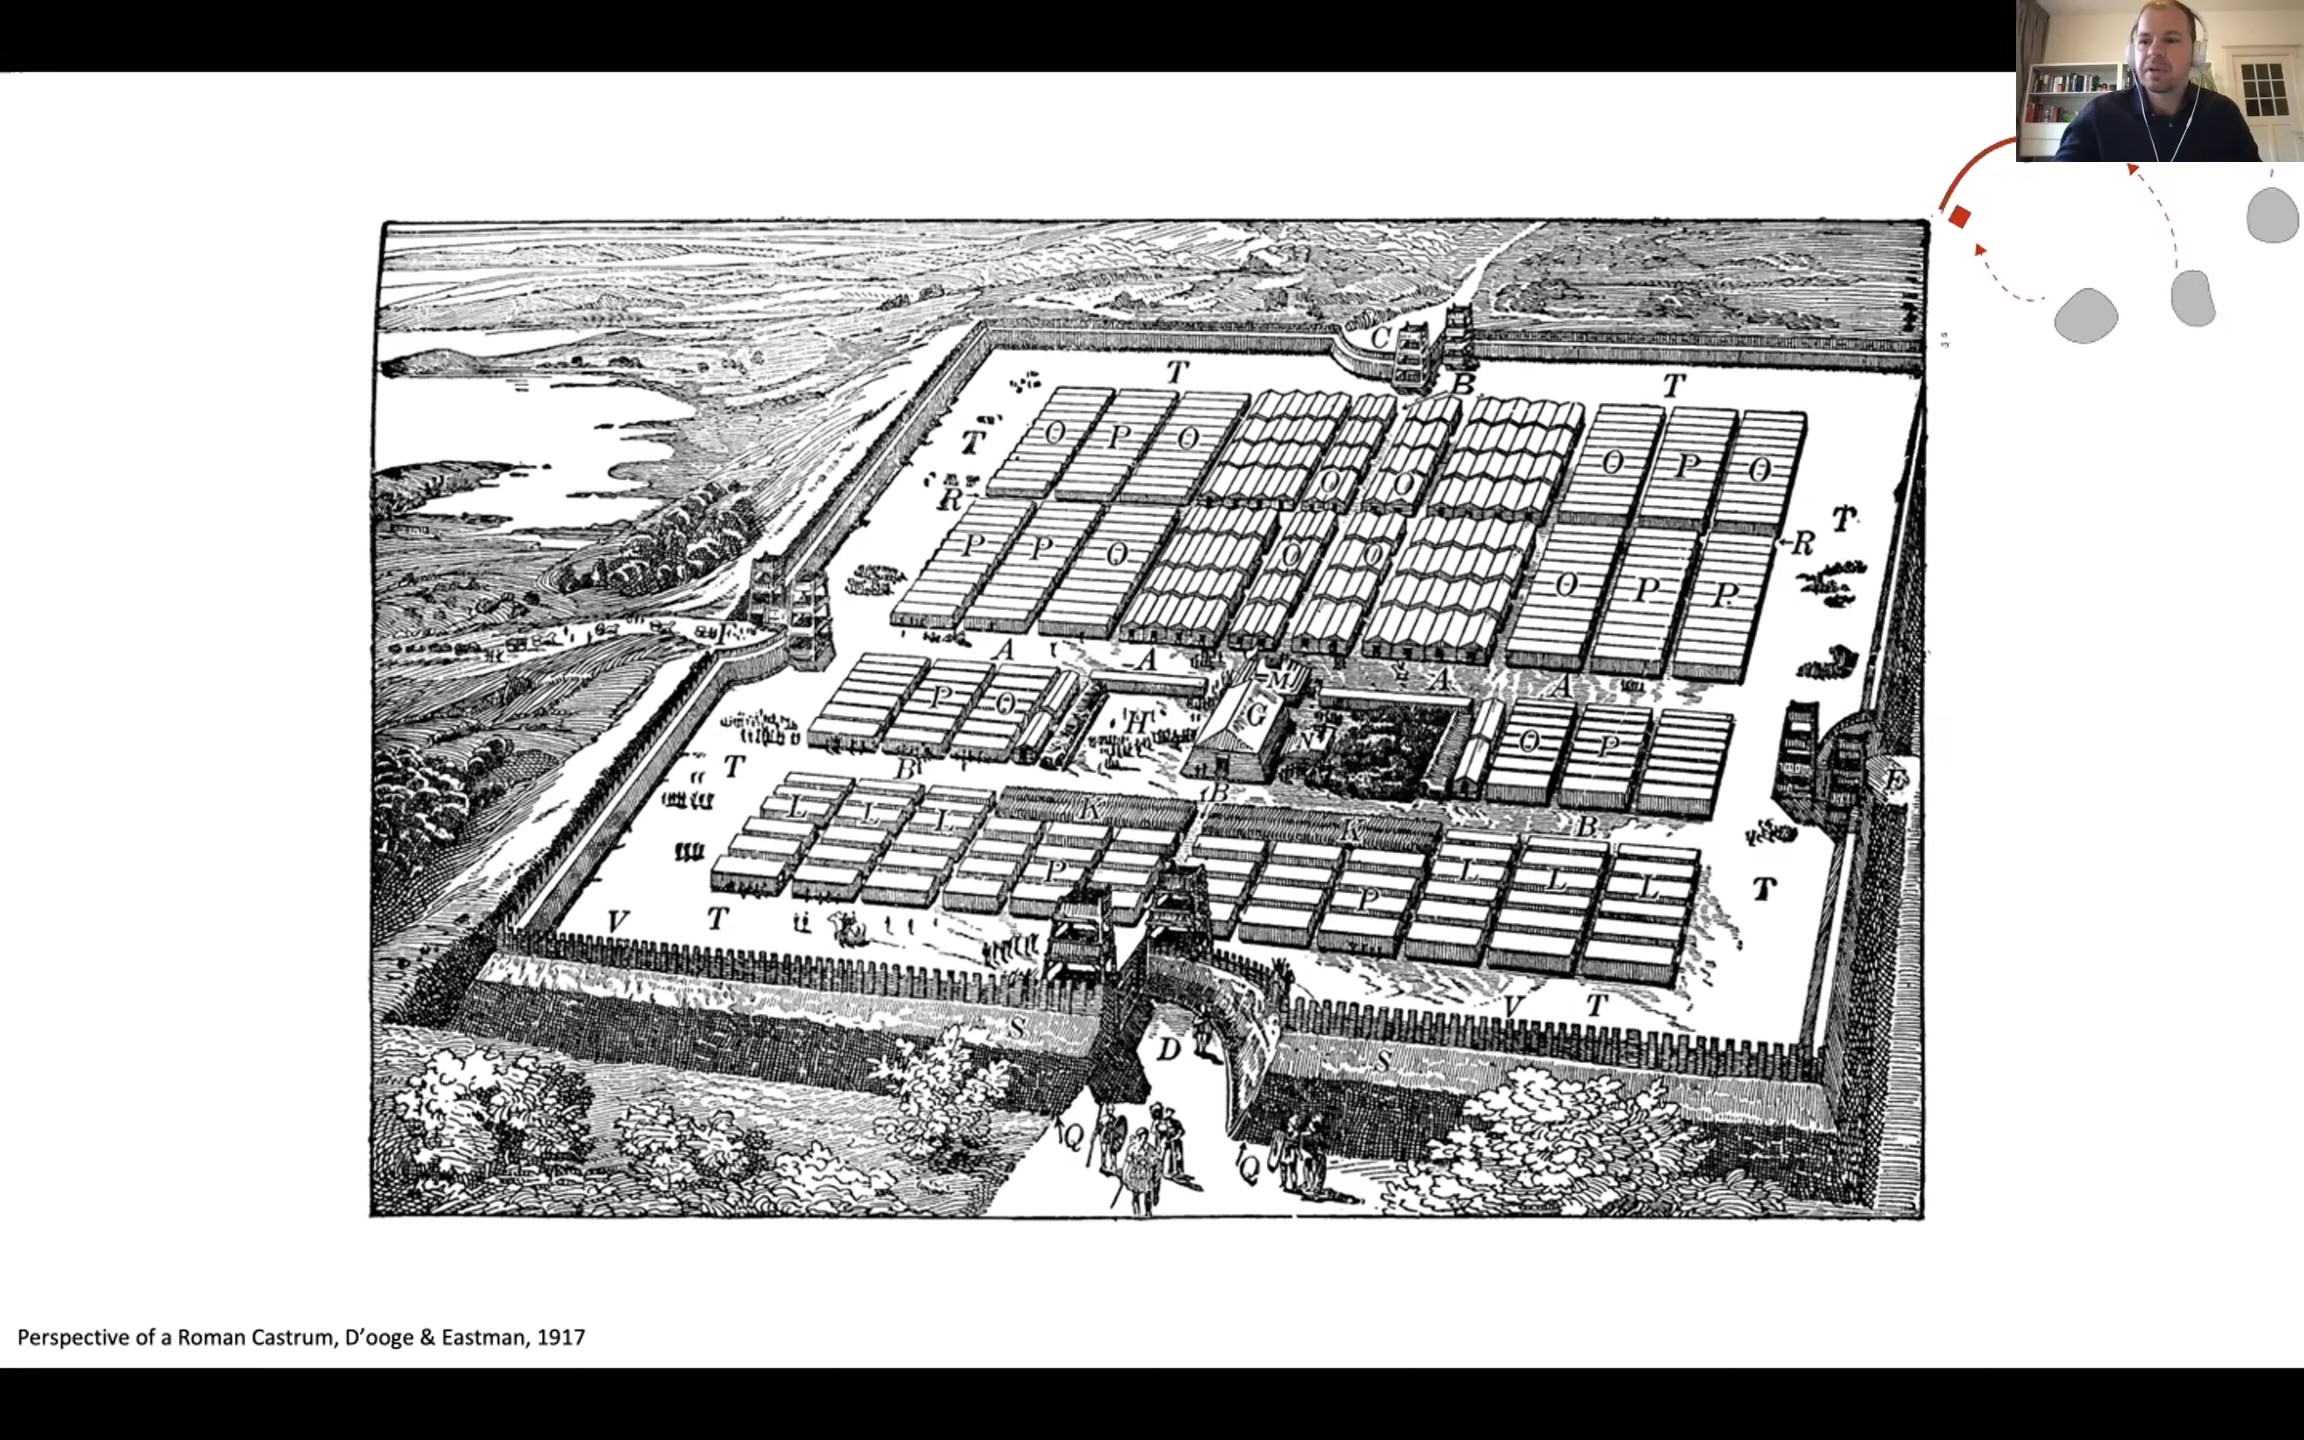 C
T
B
T
O P O
T
O P O
O O
R
T
P P O
O O
R
O P P
I
A A
A A
M
P O
H
G
N
O P
E
T
B
B
B
L L L
K
K
L L L
P
P
T
V T
V T
S
D
S
Q
Q
Perspective of a Roman Castrum, D’ooge & Eastman, 1917